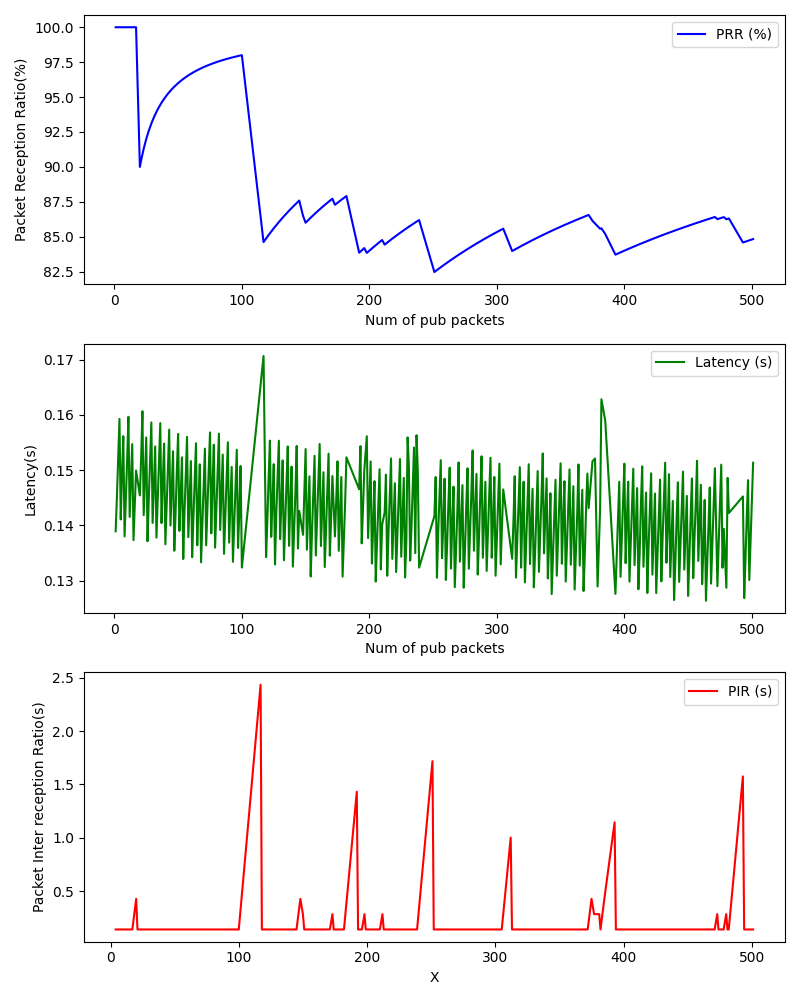 PRR (%)
Packet Reception Ratio(%)
100.0
97.5
95.0
92.5
90.0
87.5
85.0
82.5
0 100 200 300 400 500
Num of pub packets
Latency (s)
Latency(s)
0.17
0.16
0.15
0.14
0.13
0 100 200 300 400 500
Num of pub packets
PIR (s)
Packet Inter reception Ratio(s)
2.5
2.0
1.5
1.0
0.5
0 100 200 300 400 500
X